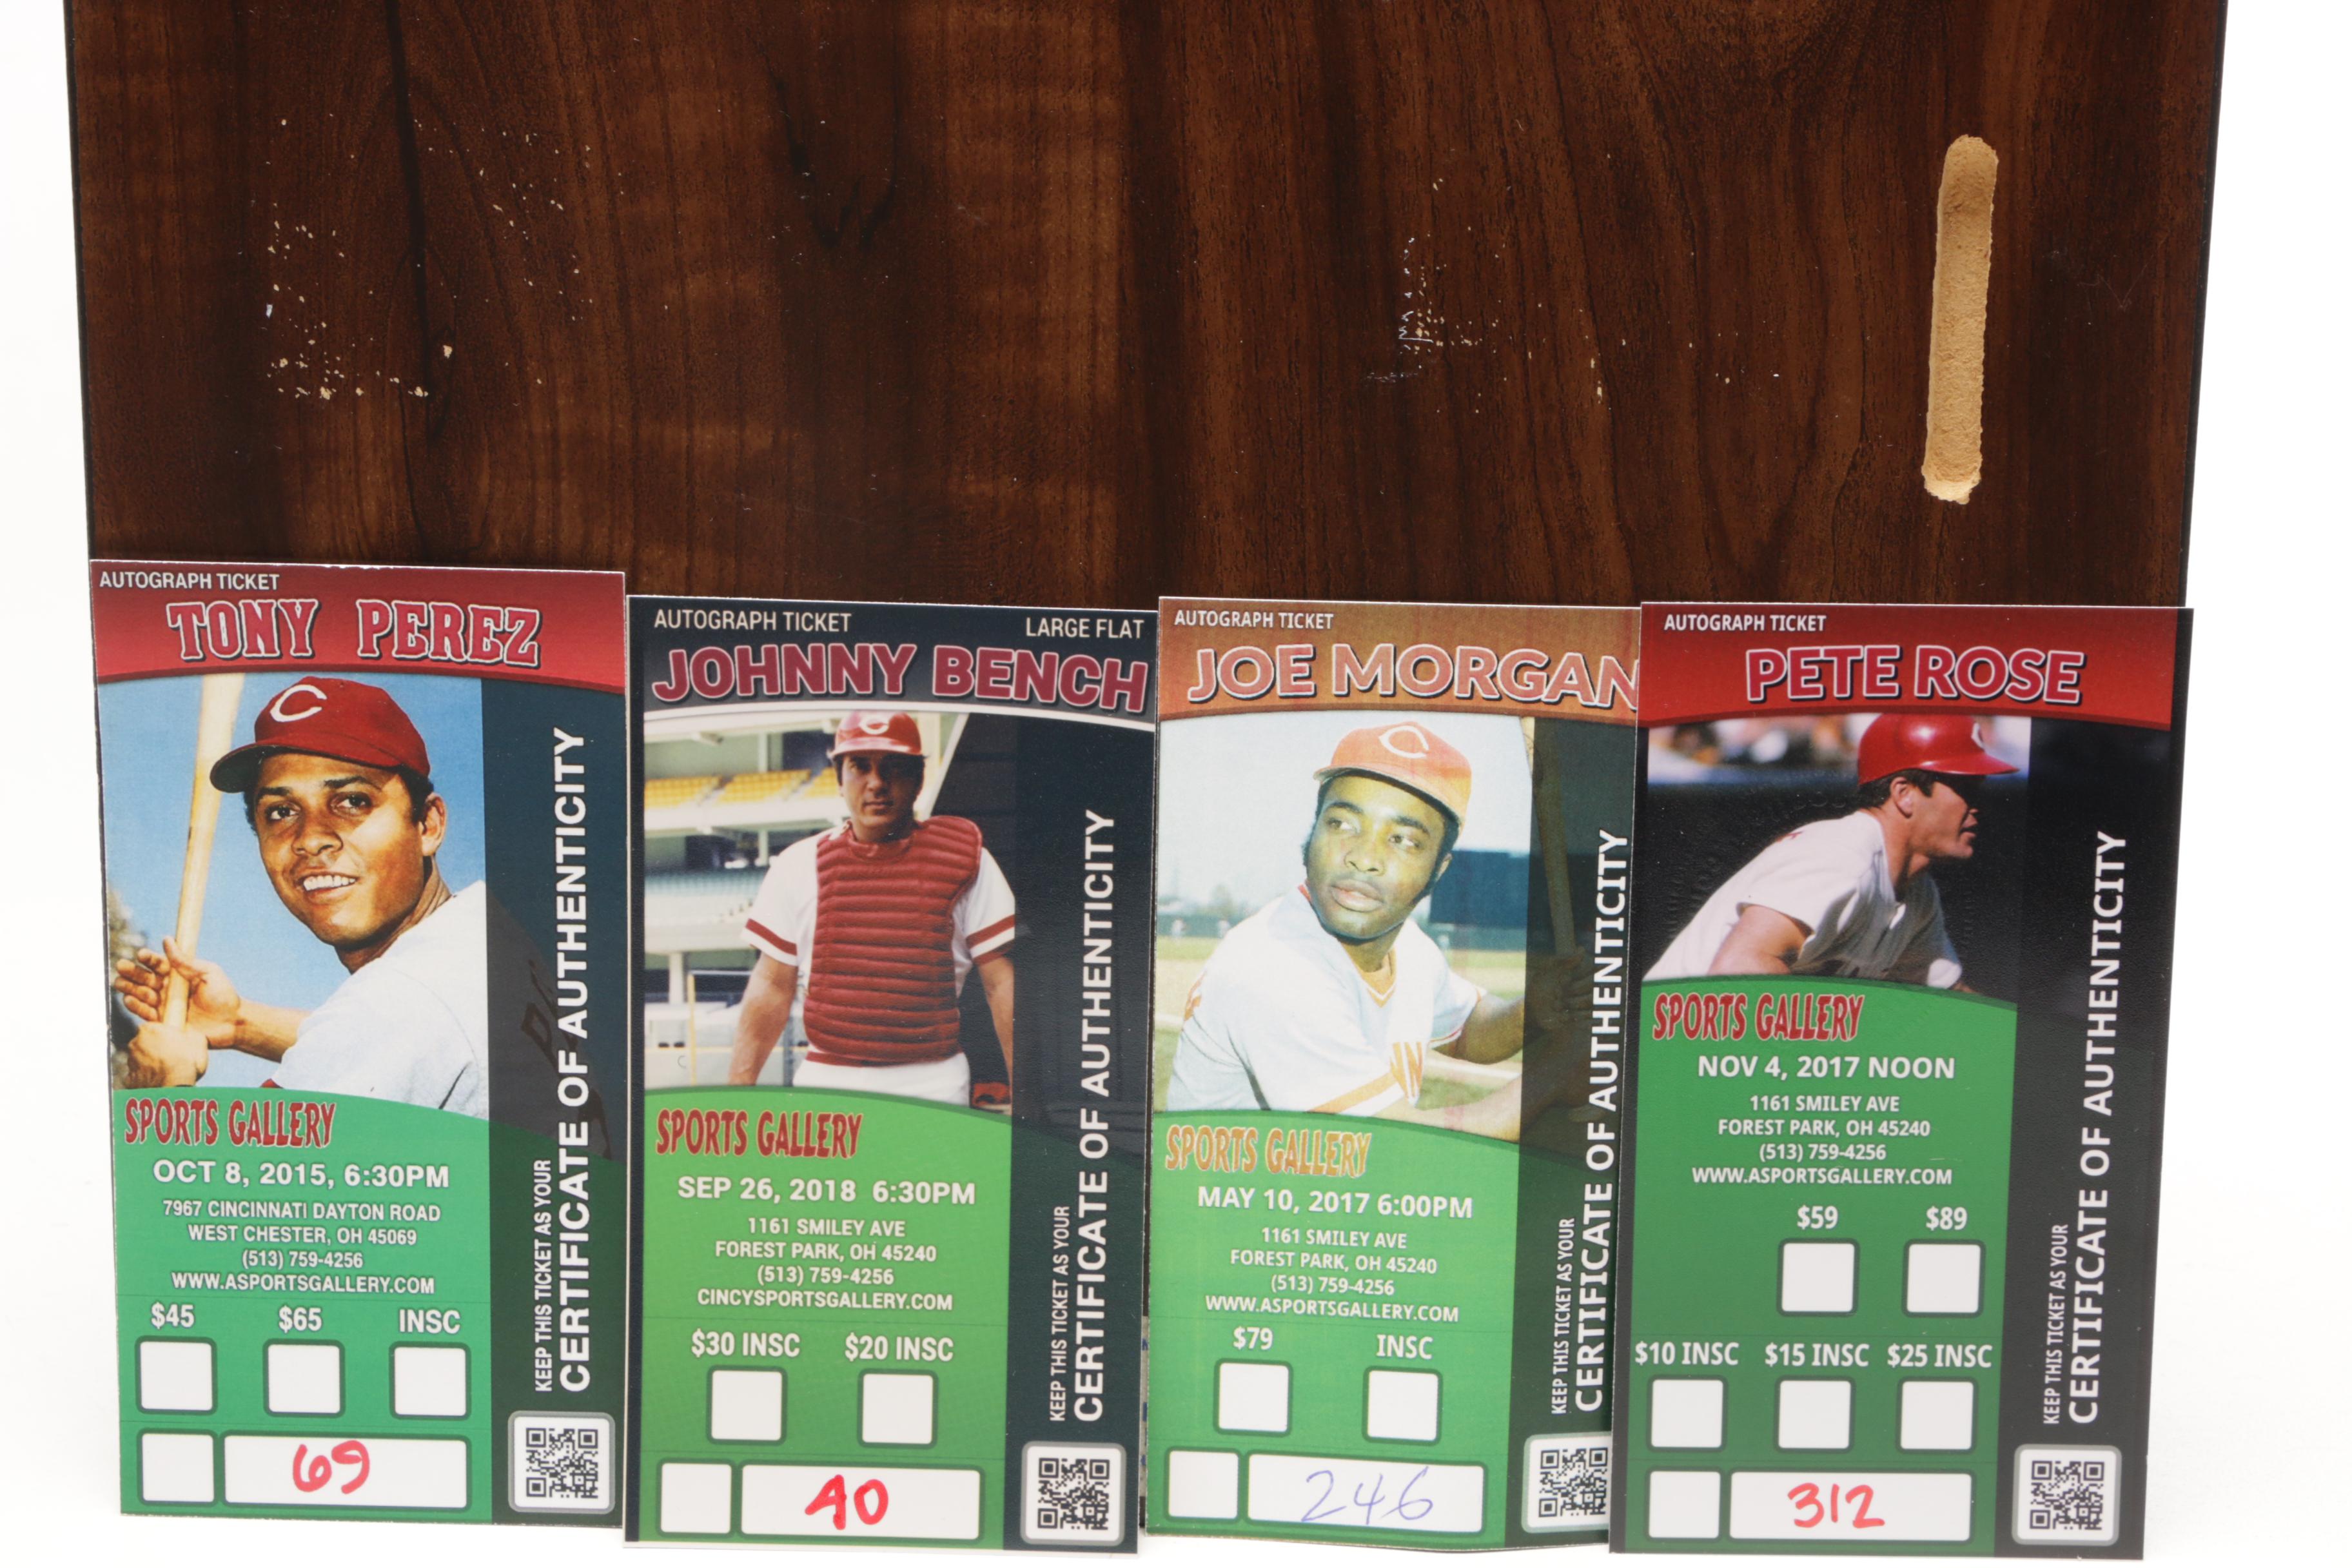 AUTOGRAPH TICKET
TONY PEREZ
C
SPORTS GALLERY
OCT 8, 2015, 6:30PM
7967 CINCINNATI DAYTON ROAD
WEST CHESTER, OH 45069
(513) 759-4256
WWW.ASPORTSGALLERY.COM
$45 $65 INSC
69
KEEP THIS TICKET AS YOUR
CERTIFICATE OF AUTHENTICITY
AUTOGRAPH TICKET LARGE FLAT
JOHNNY BENCH
C
SPORTS GALLERY
SEP 26, 2018 6:30PM
1161 SMILEY AVE
FOREST PARK, OH 45240
(513) 759-4256
CINCYSPORTSGALLERY.COM
$30 INSC $20 INSC
40
KEEP THIS TICKET AS YOUR
CERTIFICATE OF AUTHENTICITY
AUTOGRAPH TICKET
JOE MORGAN
C
SPORTS GALLERY
MAY 10, 2017 6:00PM
1161 SMILEY AVE
FOREST PARK, OH 45240
(513) 759-4256
WWW.ASPORTSGALLERY.COM
$79 INSC
246
KEEP THIS TICKET AS YOUR
CERTIFICATE OF AUTHENTICITY
AUTOGRAPH TICKET
PETE ROSE
SPORTS GALLERY
NOV 4, 2017 NOON
1161 SMILEY AVE
FOREST PARK, OH 45240
(513) 759-4256
WWW.ASPORTSGALLERY.COM
$59 $89
$10 INSC $15 INSC $25 INSC
312
KEEP THIS TICKET AS YOUR
CERTIFICATE OF AUTHENTICITY